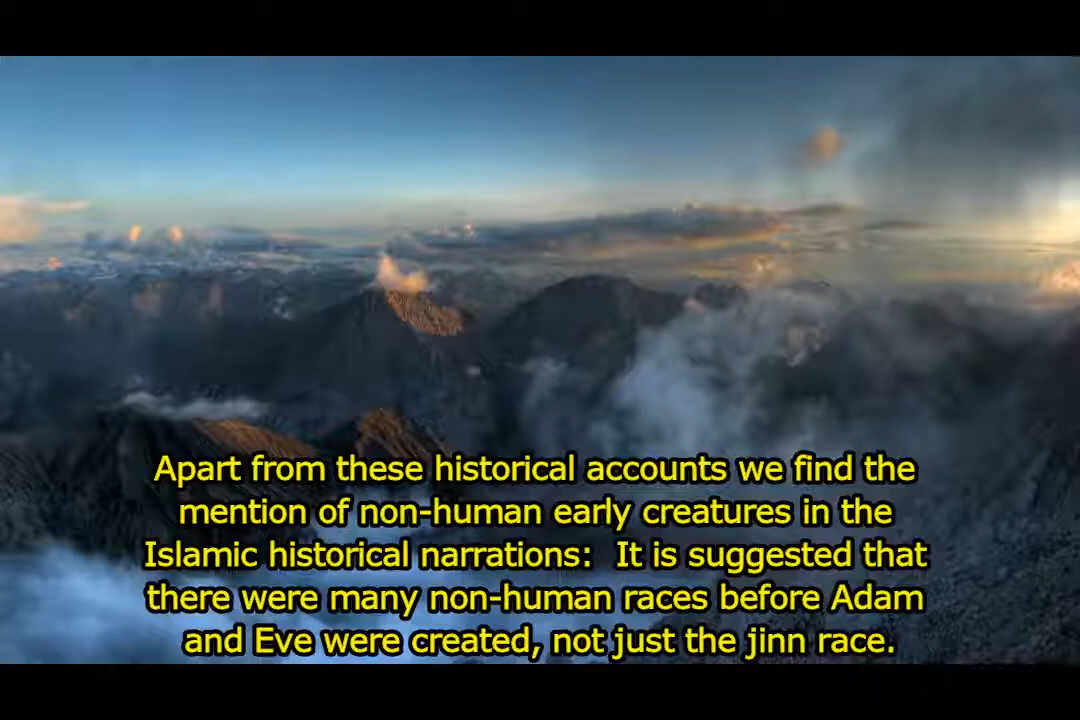 Apart from these historical accounts we find the
mention of non-human early creatures in the
Islamic historical narrations:  It is suggested that
there were many non-human races before Adam
and Eve were created, not just the jinn race.